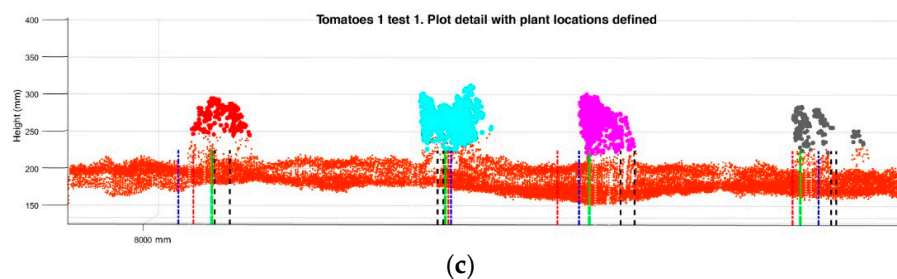 Tomatoes 1 test 1. Plot detail with plant locations defined
400
350
300
250
200
150
Height (mm)
8000 mm
(c)